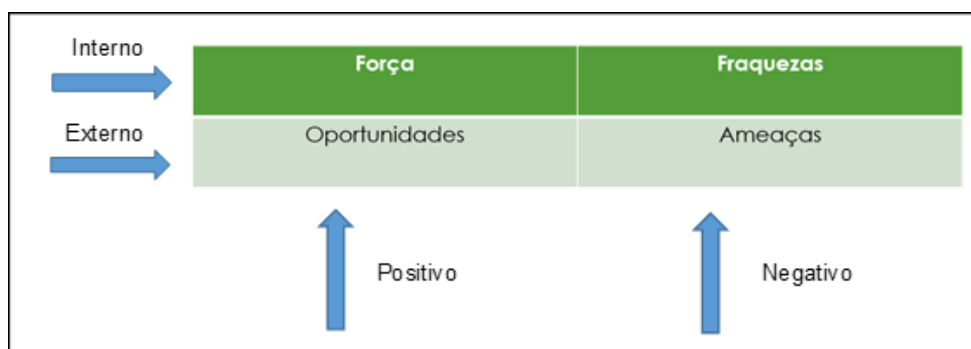 Interno
Força
Fraquezas
Externo
Oportunidades
Ameaças
Positivo
Negativo